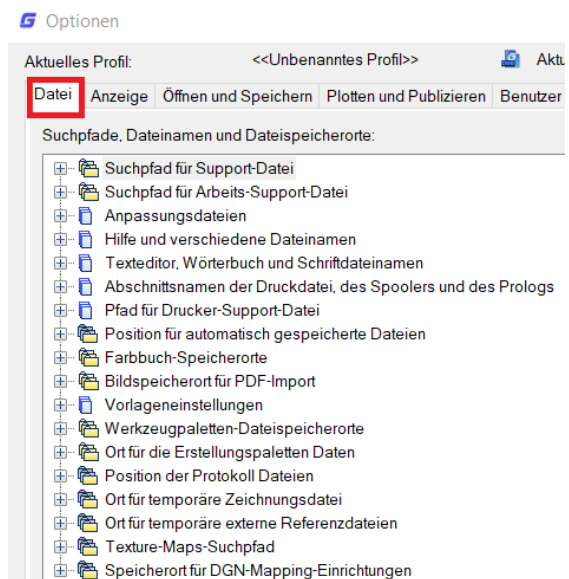 Optionen
Aktuelles Profil: <<Unbenanntes Profil>> Aktu
Datei Anzeige Öffnen und Speichern Plotten und Publizieren Benutzer
Suchpfade, Dateinamen und Dateispeicherorte:
Suchpfad für Support-Datei
Suchpfad für Arbeits-Support-Datei
Anpassungsdateien
Hilfe und verschiedene Dateinamen
Texteditor, Wörterbuch und Schriftdateinamen
Abschnittsnamen der Druckdatei, des Spoolers und des Prologs
Pfad für Drucker-Support-Datei
Position für automatisch gespeicherte Dateien
Farbbuch-Speicherorte
Bildspeicherort für PDF-Import
Vorlageneinstellungen
Werkzeugpaletten-Dateispeicherorte
Ort für die Erstellungspaletten Daten
Position der Protokoll Dateien
Ort für temporäre Zeichnungsdatei
Ort für temporäre externe Referenzdateien
Texture-Maps-Suchpfad
Speicherort für DGN-Mapping-Einrichtungen